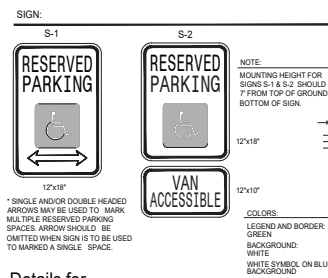 SIGN:
S-1
S-2
RESERVED
PARKING
12"x18"
* SINGLE AND/OR DOUBLE HEADED
ARROWS MAY BE USED TO MARK
MULTIPLE RESERVED PARKING
SPACES. ARROW SHOULD BE
OMITTED WHEN SIGN IS TO BE USED
TO MARKED A SINGLE SPACE.
RESERVED
PARKING
12"x18"
VAN
ACCESSIBLE
12"x10"
NOTE:
MOUNTING HEIGHT FOR
SIGNS S-1 & S-2 SHOULD
7' FROM TOP OF GROUND
BOTTOM OF SIGN.
COLORS:
LEGEND AND BORDER:
GREEN
BACKGROUND:
WHITE
WHITE SYMBOL ON BLU
BACKGROUND
Details for